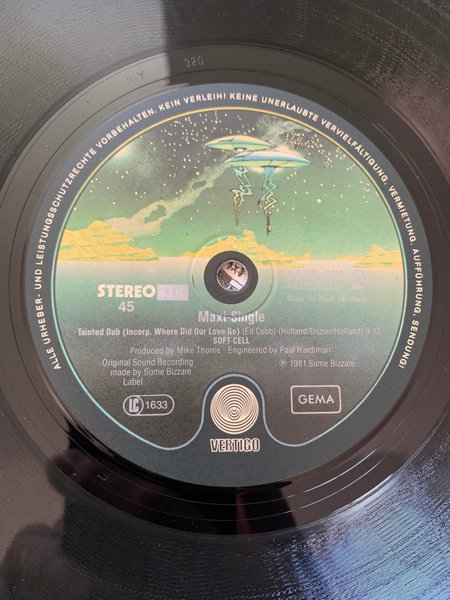 320
ALLE URHEBER- UND LEISTUNGSSCHUTZRECHTE VORBEHALTEN. KEIN VERLEIH! KEINE UNERLAUBTE VERVIELFÄLTIGUNG, VERMIETUNG, AUFFÜHRUNG, SENDUNG!
STEREO 33⅓
45
Made in West Germany
Maxi-Single
Tainted Dub (Incorp. Where Did Our Love Go) (Ed Cobb) (Holland/Dozier/Holland) 9:13
SOFT CELL
Produced by Mike Thorne Engineered by Paul Hardiman
Original Sound Recording
made by Some Bizzare
Label
℗ 1981 Some Bizzare
LC 1633
GEMA
VERTIGO